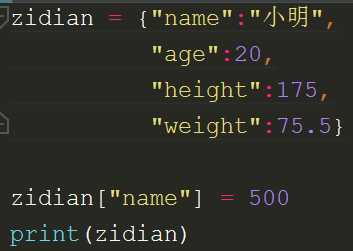 zidian = {"name":"小明",
"age":20,
"height":175,
"weight":75.5}
zidian["name"] = 500
print(zidian)